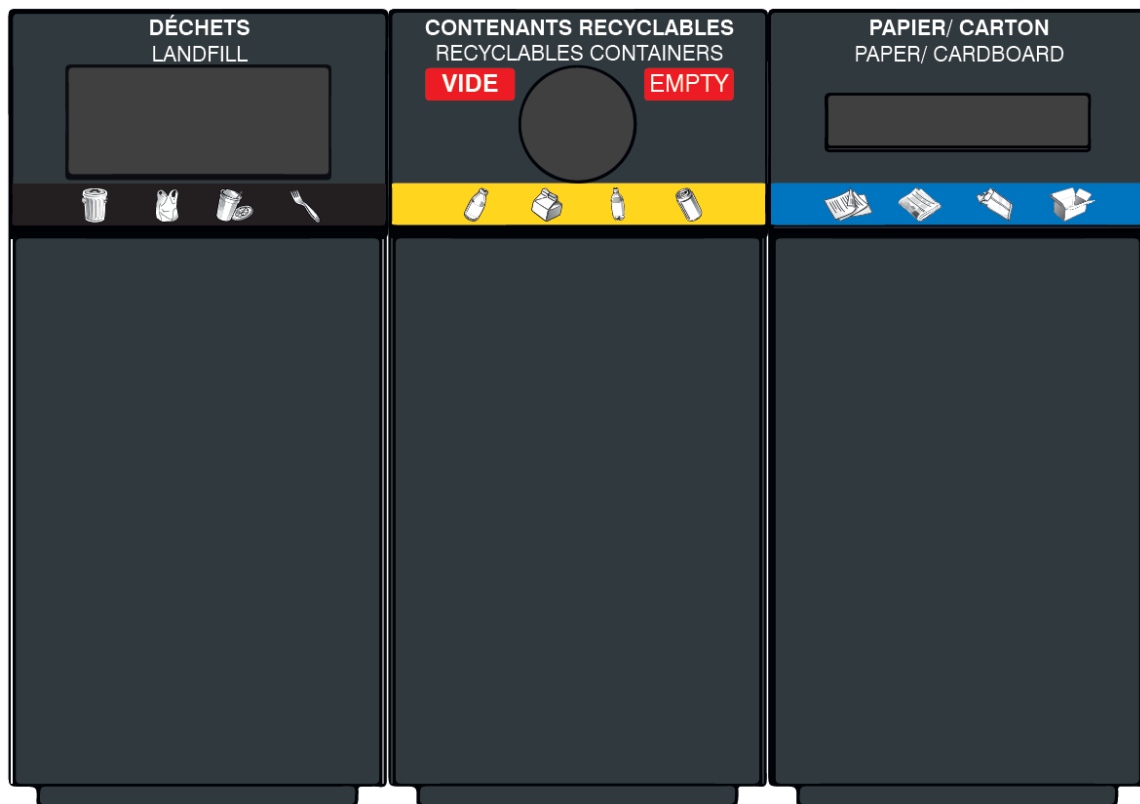 DÉCHETS
LANDFILL
CONTENANTS RECYCLABLES
RECYCLABLES CONTAINERS
VIDE
EMPTY
PAPIER/ CARTON
PAPER/ CARDBOARD